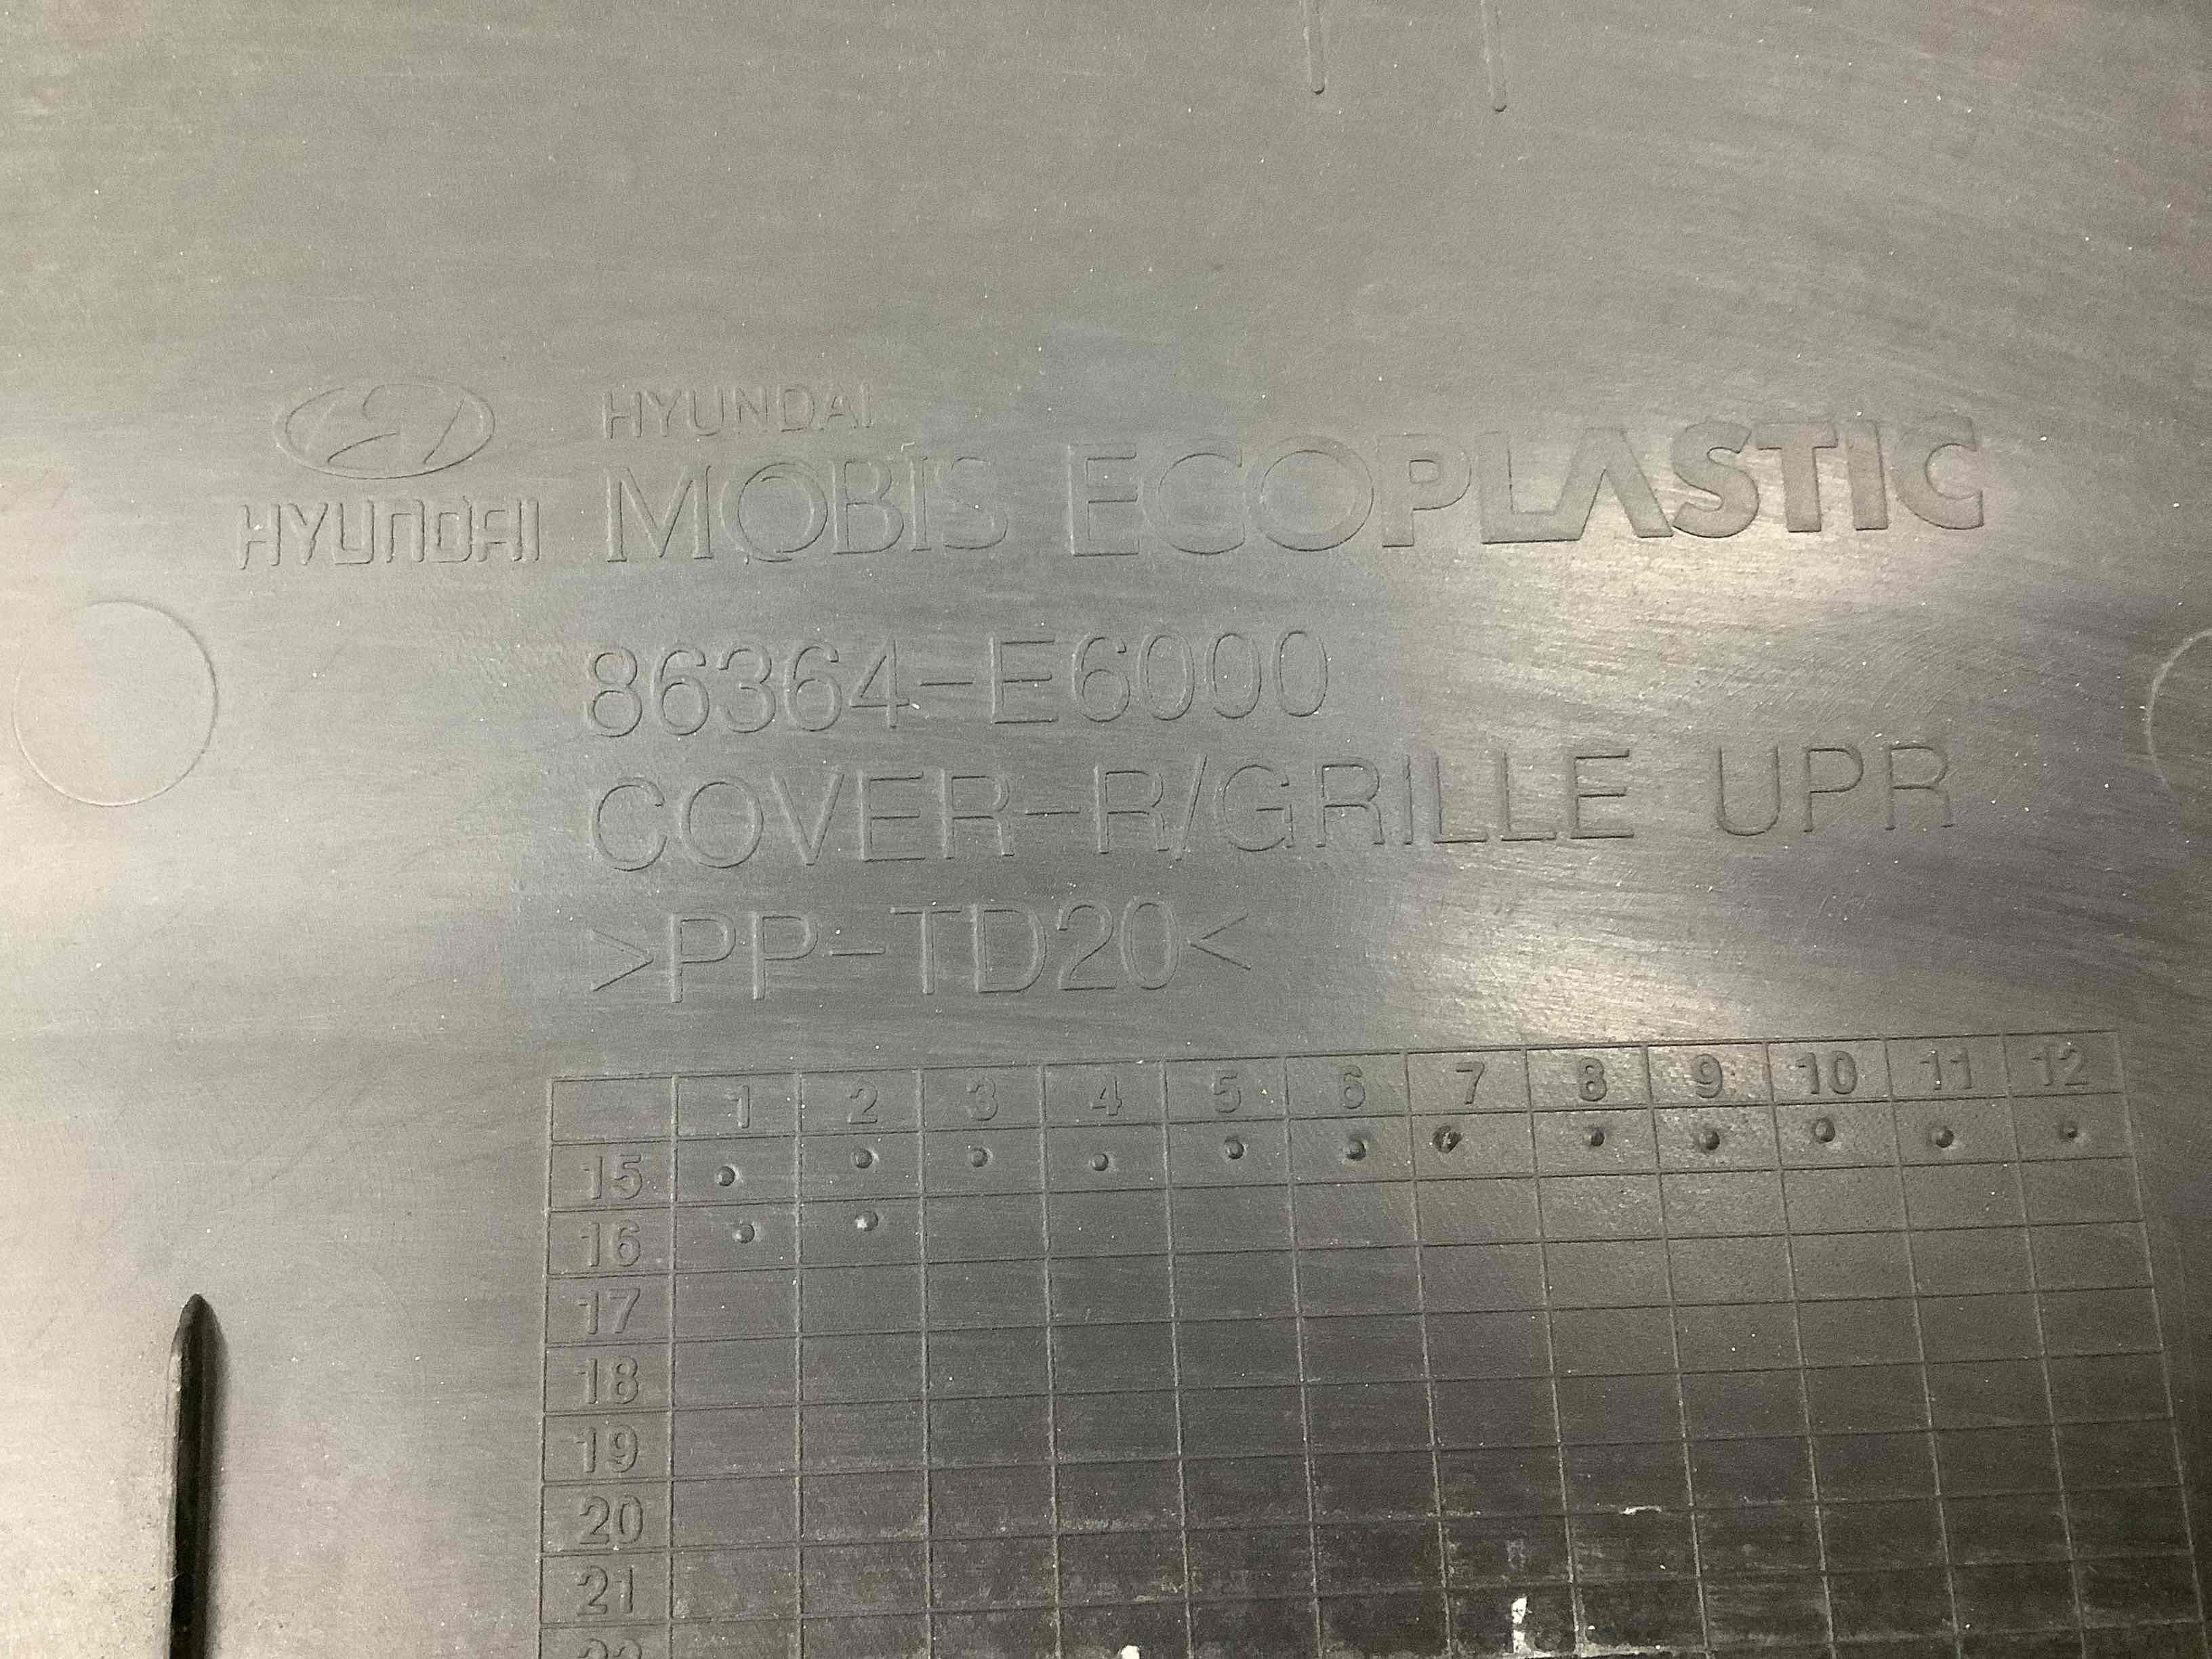 HYUNDAI
HYUNDAI
MOBIS ECOPLASTIC
86364-E6000
COVER-R/GRILLE UPR
>PP-TD20<
1 2 3 4 5 6 7 8 9 10 11 12
15
16
17
18
19
20
21
22